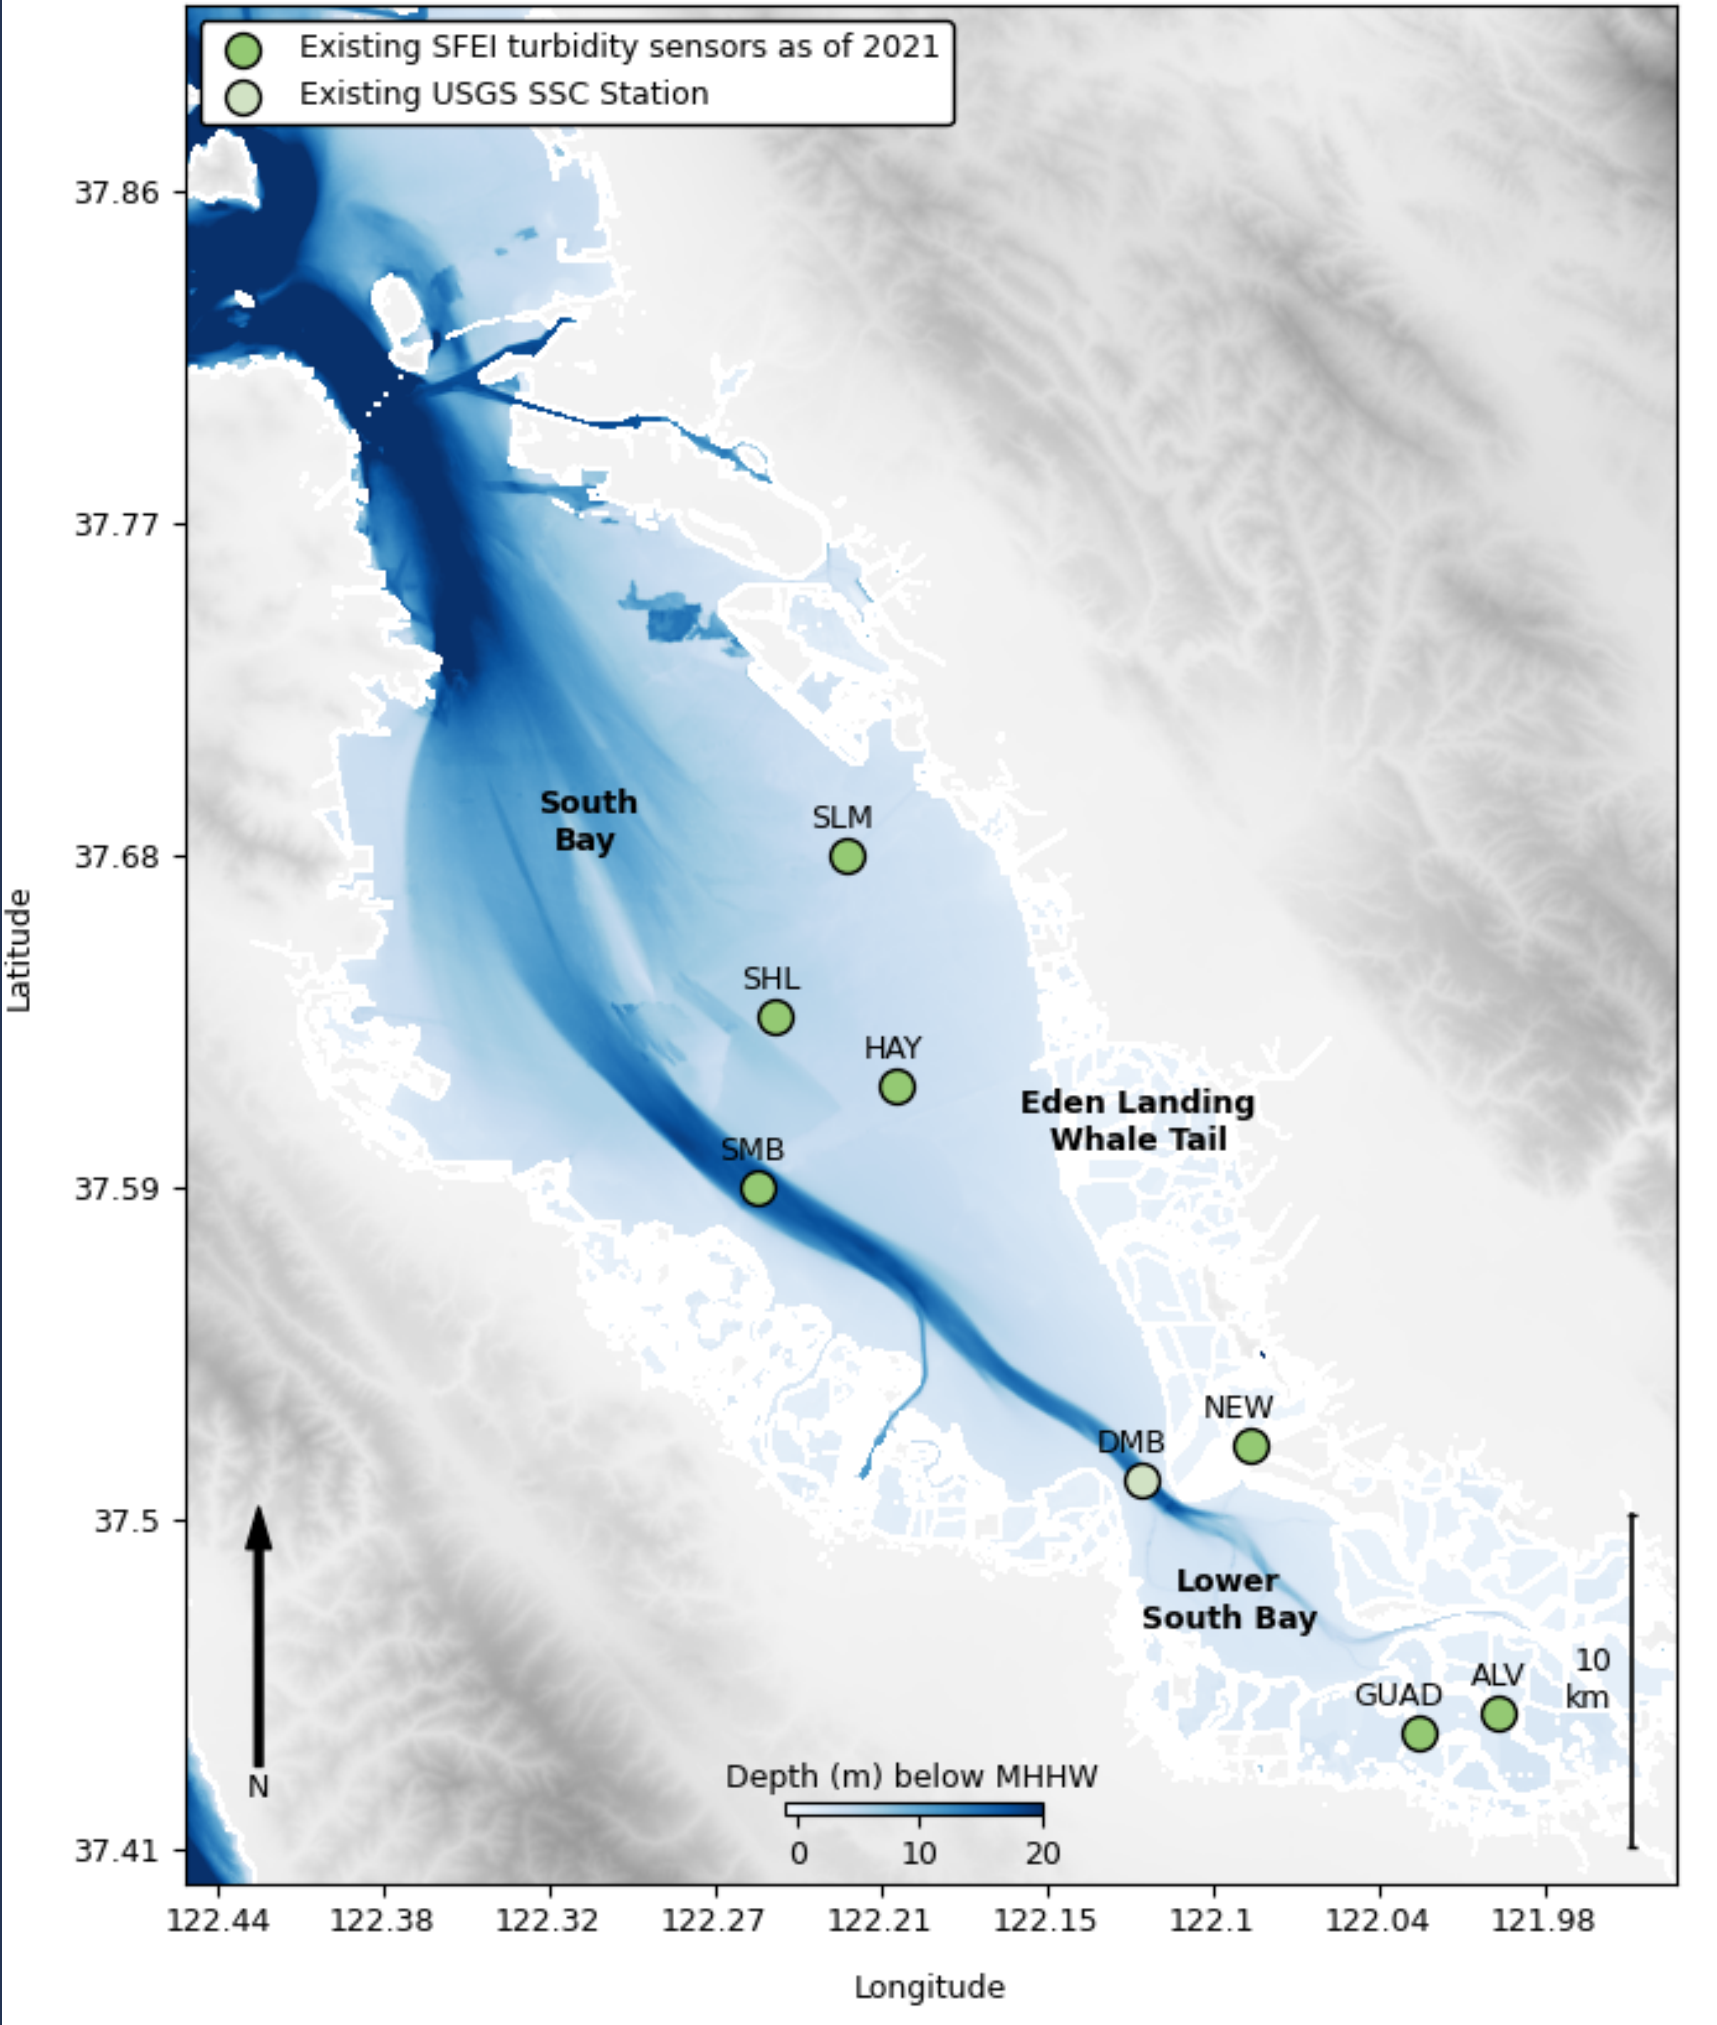 Existing SFEI turbidity sensors as of 2021
Existing USGS SSC Station
37.86
37.77
37.68
37.59
37.5
37.41
Latitude
South
Bay
SLM
SHL
HAY
Eden Landing
Whale Tail
SMB
NEW
DMB
Lower
South Bay
10
km
ALV
GUAD
N
Depth (m) below MHHW
0 10 20
122.44 122.38 122.32 122.27 122.21 122.15 122.1 122.04 121.98
Longitude